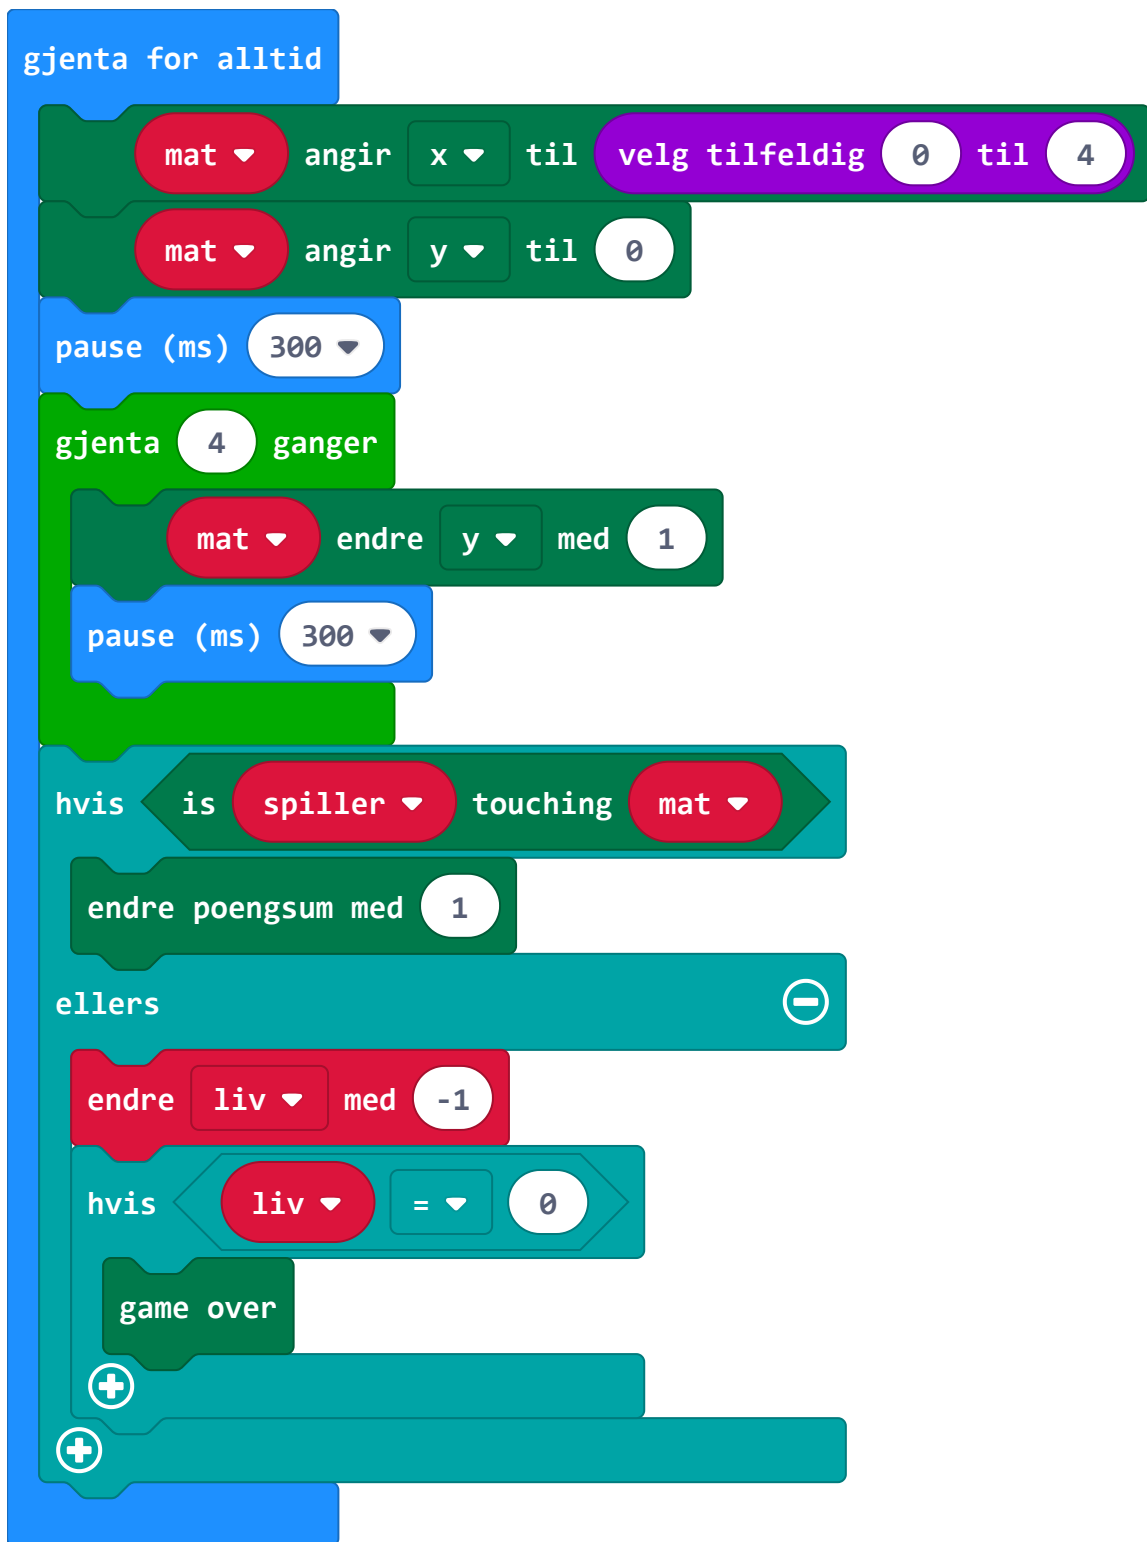 gjenta for alltid
mat angir x til velg tilfeldig 0 til 4
mat angir y til 0
pause (ms) 300
gjenta 4 ganger
mat endre y med 1
pause (ms) 300
hvis is spiller touching mat
endre poengsum med 1
ellers
endre liv med -1
hvis liv = 0
game over